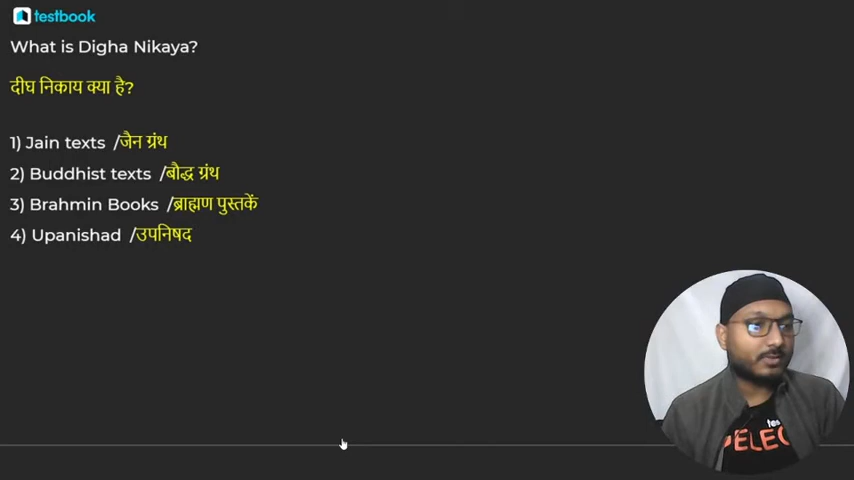 testbook
What is Digha Nikaya?
दीघ निकाय क्या है?
1) Jain texts /जैन ग्रंथ
2) Buddhist texts /बौद्ध ग्रंथ
3) Brahmin Books /ब्राह्मण पुस्तकें
4) Upanishad /उपनिषद
tes